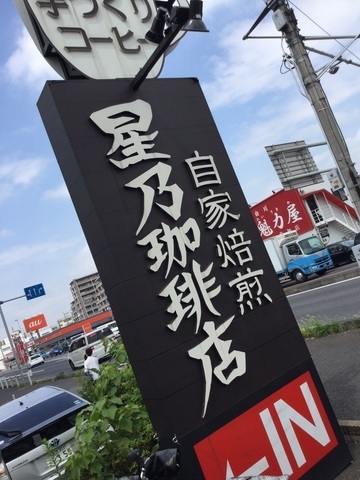 手づくり
コーヒー
星乃珈琲店
自家焙煎
魁力屋
au
IN